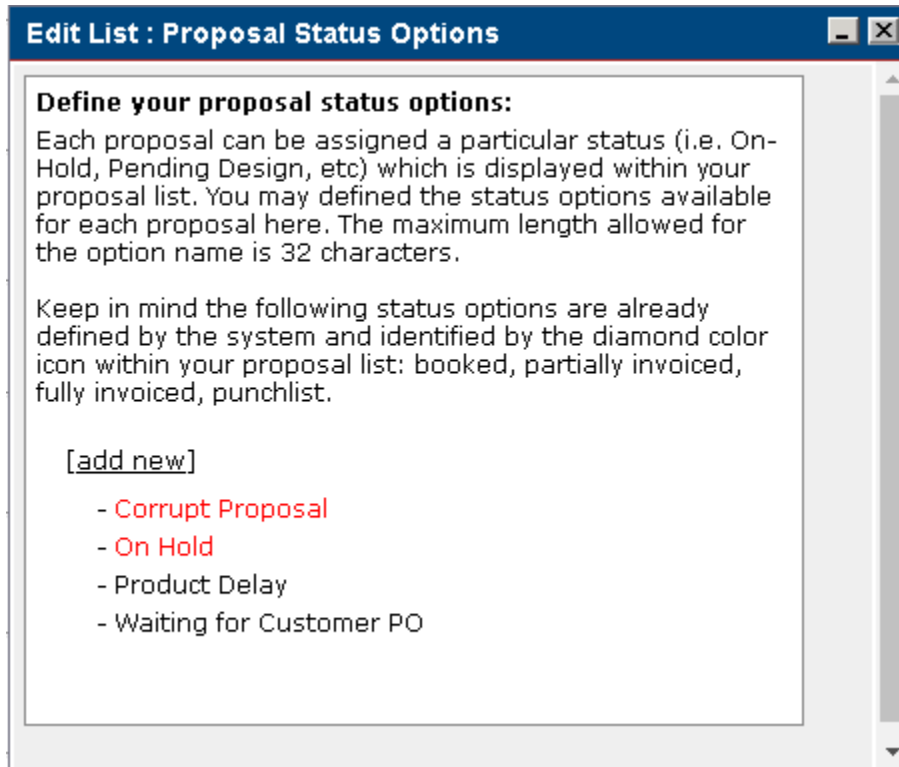 Edit List : Proposal Status Options
Define your proposal status options:
Each proposal can be assigned a particular status (i.e. On-
Hold, Pending Design, etc) which is displayed within your
proposal list. You may defined the status options available
for each proposal here. The maximum length allowed for
the option name is 32 characters.
Keep in mind the following status options are already
defined by the system and identified by the diamond color
icon within your proposal list: booked, partially invoiced,
fully invoiced, punchlist.
[add new]
- Corrupt Proposal
- On Hold
- Product Delay
- Waiting for Customer PO